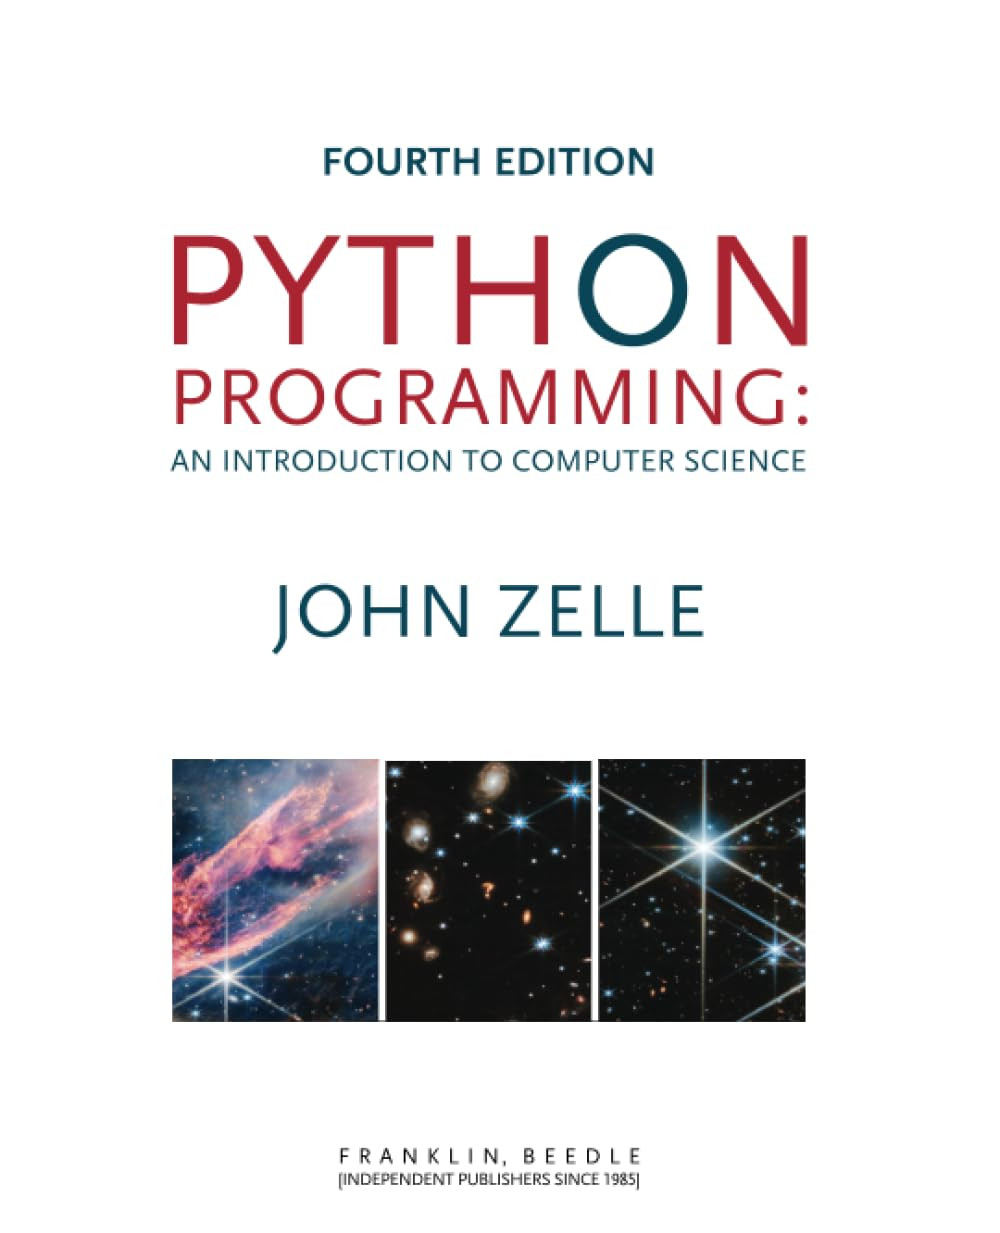 FOURTH EDITION
PYTHON
PROGRAMMING:
AN INTRODUCTION TO COMPUTER SCIENCE
JOHN ZELLE
FRANKLIN, BEEDLE
[INDEPENDENT PUBLISHERS SINCE 1985]